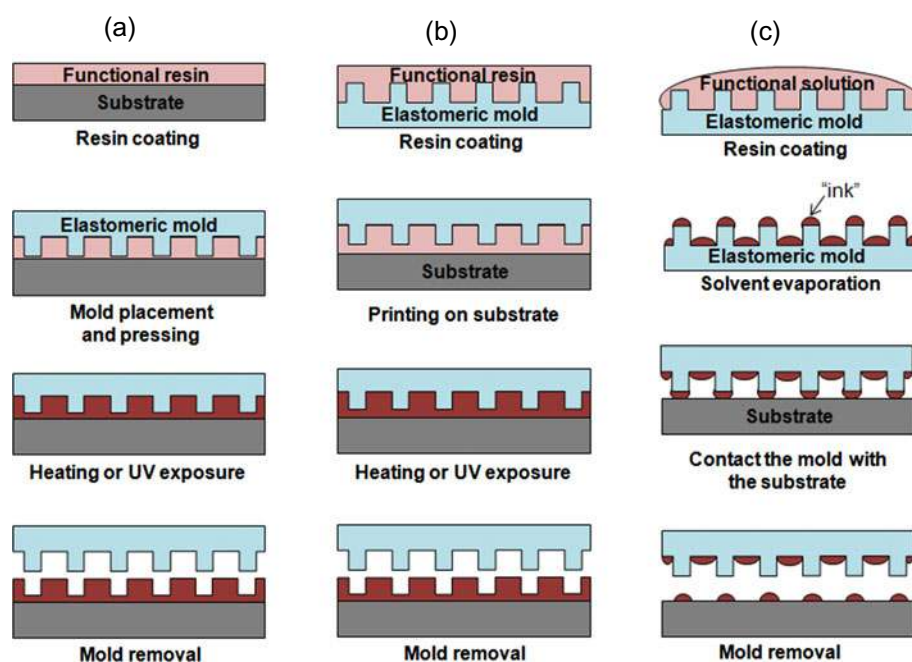 (a)
Functional resin
Substrate
Resin coating
Elastomeric mold
Mold placement
and pressing
Heating or UV exposure
Mold removal
(b)
Functional resin
Elastomeric mold
Resin coating
Substrate
Printing on substrate
Heating or UV exposure
Mold removal
(c)
Functional solution
Elastomeric mold
Resin coating
“ink”
Elastomeric mold
Solvent evaporation
Substrate
Contact the mold with
the substrate
Mold removal